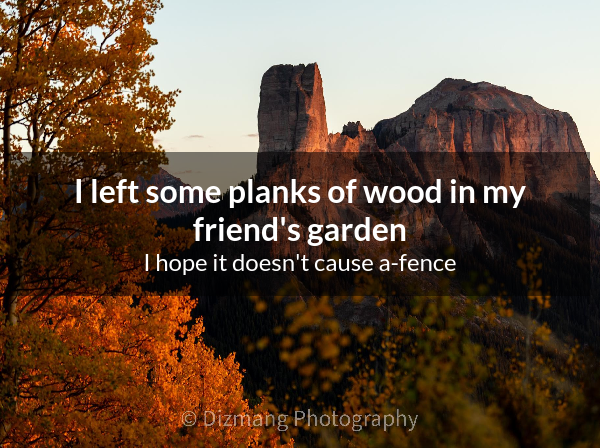 I left some planks of wood in my
friend's garden
I hope it doesn't cause a-fence
© Dizmang Photography